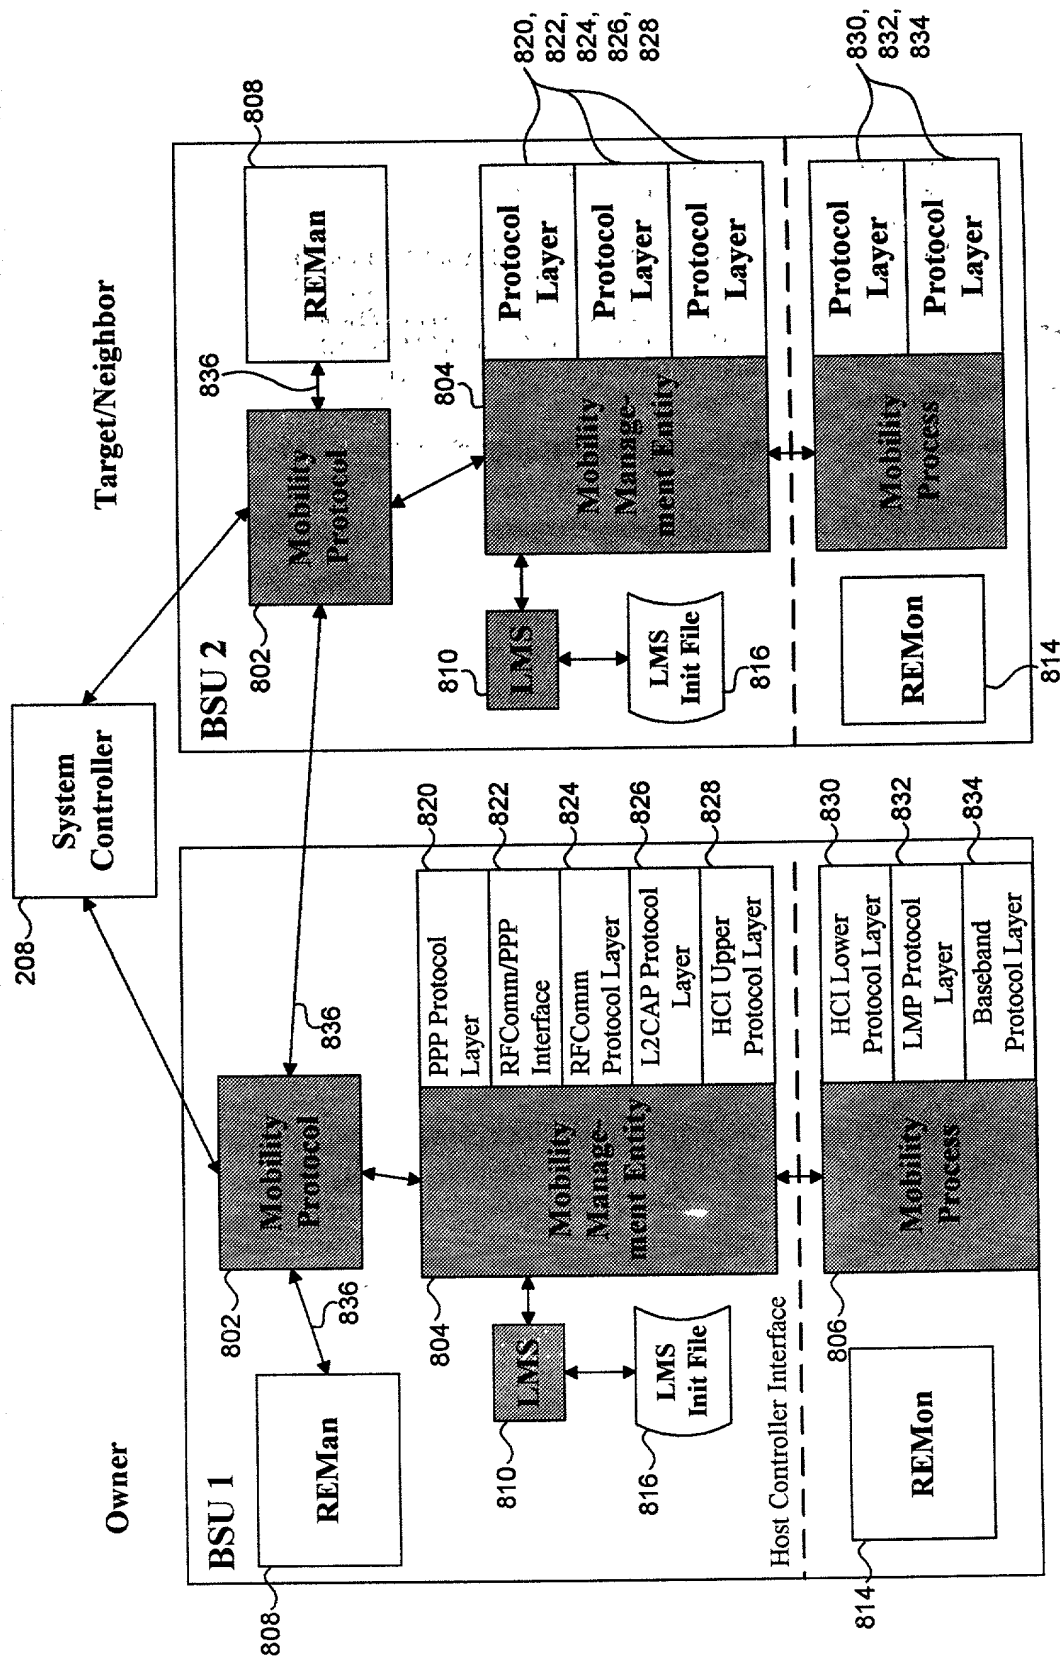 Owner
Target/Neighbor
208
System
Controller
BSU 1
808
REMan
836
802
Mobility
Protocol
836
810
LMS
816
LMS
Init File
804
Mobility
Manage-
ment Entity
PPP Protocol
Layer
820
RFComm/PPP
Interface
822
RFComm
Protocol Layer
824
L2CAP Protocol
Layer
826
HCI Upper
Protocol Layer
828
Host Controller Interface
814
REMon
806
Mobility
Process
HCI Lower
Protocol Layer
830
LMP Protocol
Layer
832
Baseband
Protocol Layer
834
BSU 2
802
Mobility
Protocol
836
REMan
808
810
LMS
LMS
Init File
816
804
Mobility
Manage-
ment Entity
Protocol
Layer
Protocol
Layer
Protocol
Layer
820,
822,
824,
826,
828
REMon
814
Mobility
Process
Protocol
Layer
Protocol
Layer
830,
832,
834